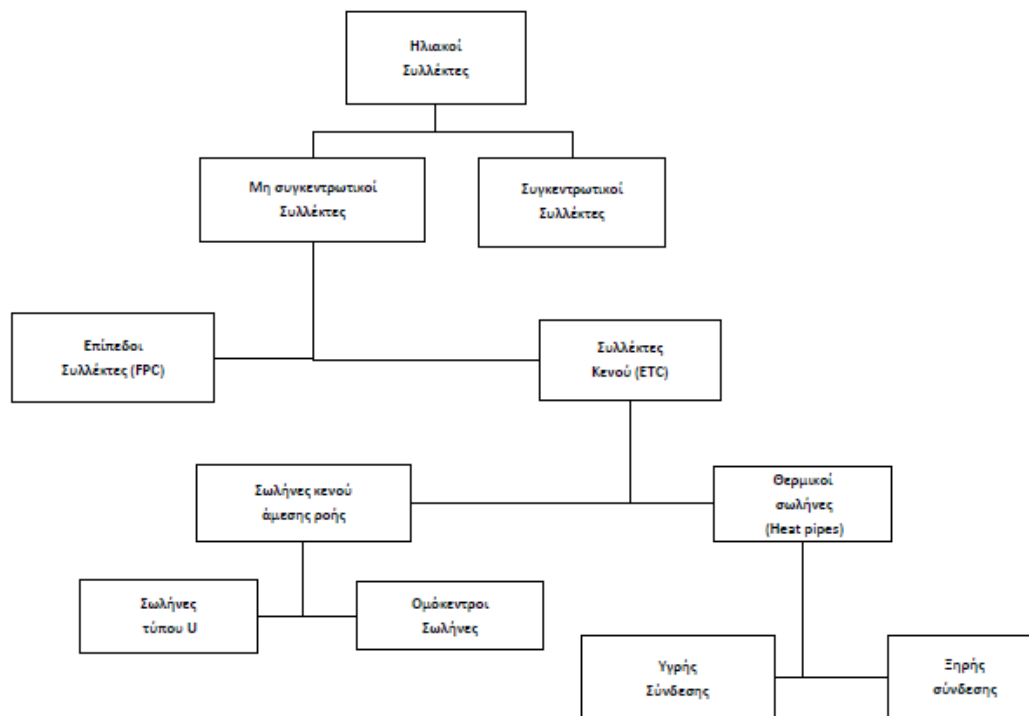 Ηλιακοί
Συλλέκτες
Μη συγκεντρωτικοί
Συλλέκτες
Συγκεντρωτικοί
Συλλέκτες
Επίπεδοι
Συλλέκτες (FPC)
Συλλέκτες
Κενού (ETC)
Σωλήνες κενού
άμεσης ροής
Θερμικοί
σωλήνες
(Heat pipes)
Σωλήνες
τύπου U
Ομόκεντροι
Σωλήνες
Υγρής
Σύνδεσης
Ξηρής
σύνδεσης